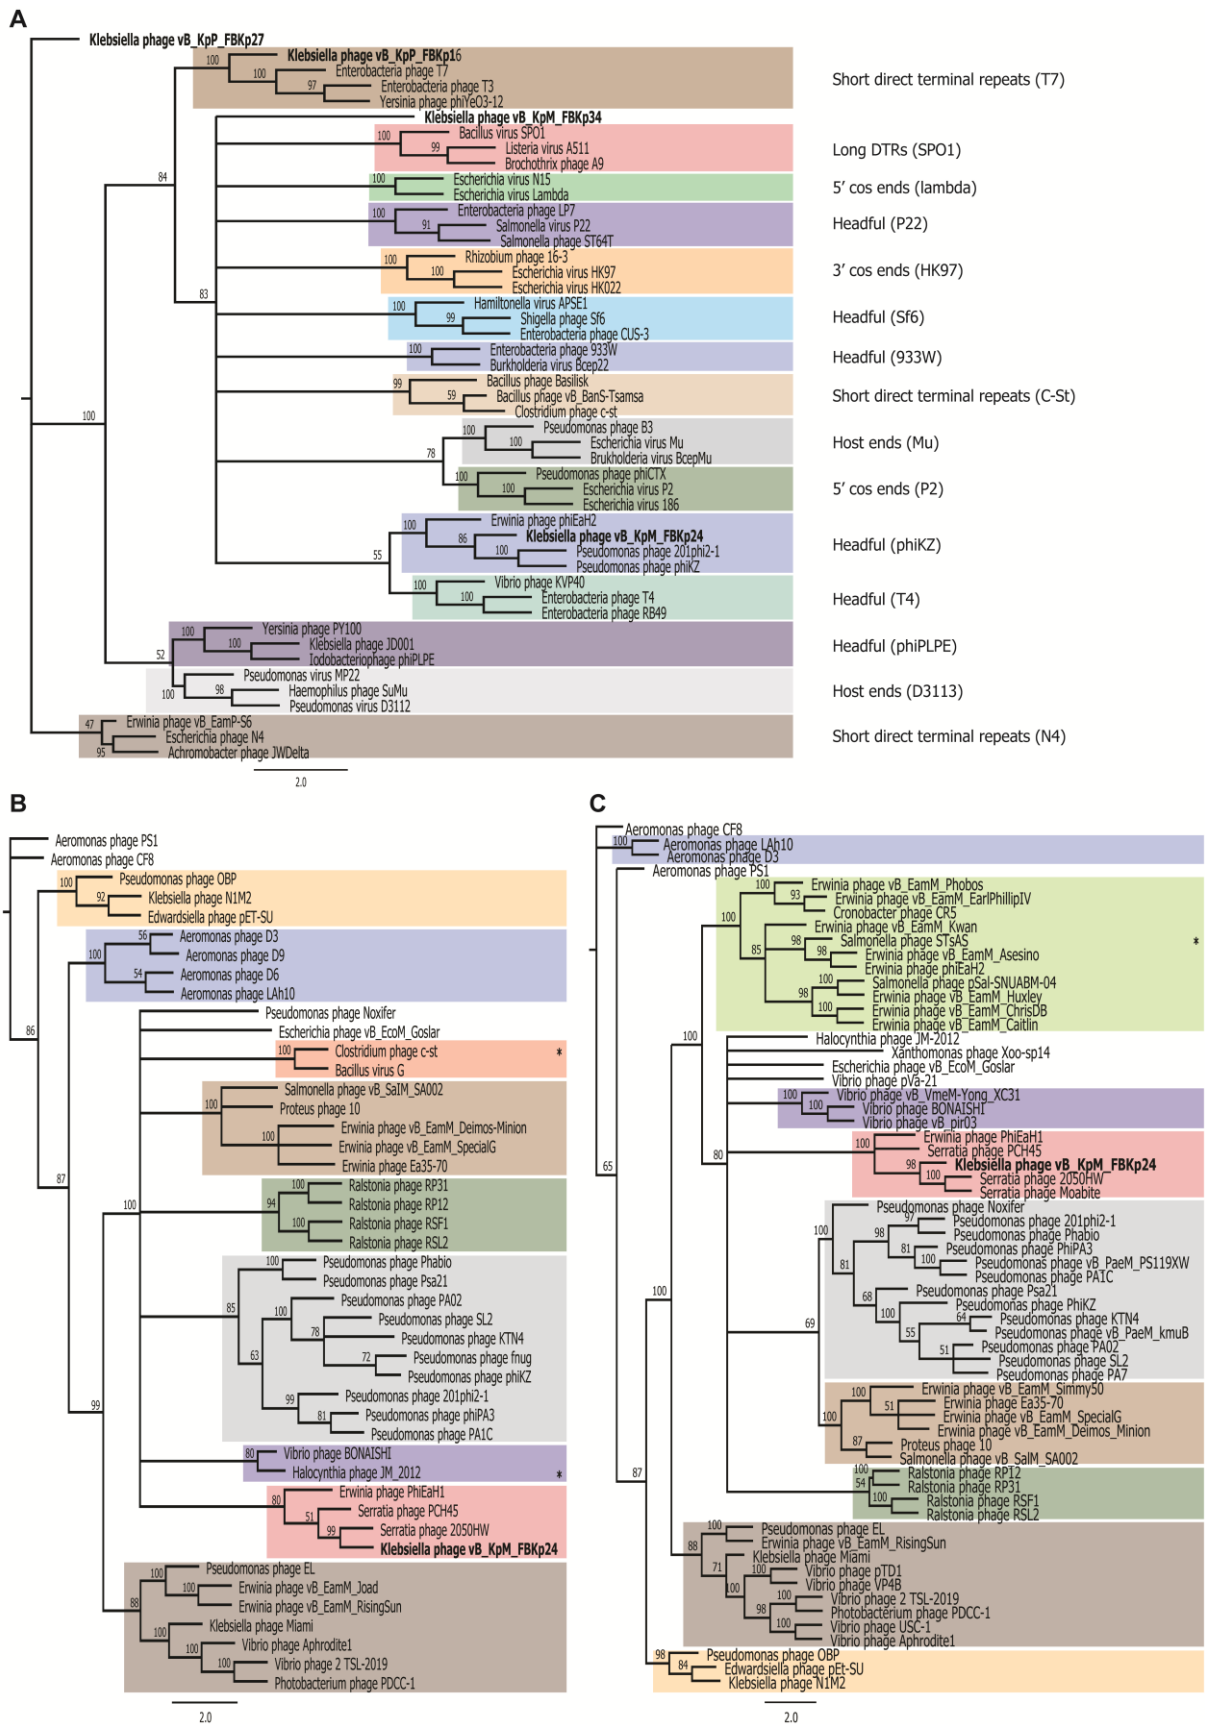 A
Klebsiella phage vB_KpP_FBKp27
100
Klebsiella phage vB_KpP_FBKp16
100
Enterobacteria phage T7
97
Enterobacteria phage T3
Yersinia phage phiYeO3-12
Short direct terminal repeats (T7)
Klebsiella phage vB_KpM_FBKp34
100
Bacillus virus SPO1
99
Listeria virus A511
Brochothrix phage A9
Long DTRs (SPO1)
84
100
Escherichia virus N15
Escherichia virus Lambda
5' cos ends (lambda)
100
Enterobacteria phage LP7
91
Salmonella virus P22
Salmonella phage ST64T
Headful (P22)
100
Rhizobium phage 16-3
100
Escherichia virus HK97
Escherichia virus HK022
3' cos ends (HK97)
83
100
Hamiltonella virus APSE1
99
Shigella phage Sf6
Enterobacteria phage CUS-3
Headful (Sf6)
100
Enterobacteria phage 933W
Burkholderia virus Bcep22
Headful (933W)
99
Bacillus phage Basilisk
59
Bacillus phage vB_BanS-Tsamsa
Clostridium phage c-st
Short direct terminal repeats (C-St)
100
78
100
Pseudomonas phage B3
100
Escherichia virus Mu
Brukholderia virus BcepMu
Host ends (Mu)
100
Pseudomonas phage phiCTX
100
Escherichia virus P2
Escherichia virus 186
5' cos ends (P2)
55
100
Erwinia phage phiEaH2
86
Klebsiella phage vB_KpM_FBKp24
100
Pseudomonas phage 201phi2-1
Pseudomonas phage phiKZ
Headful (phiKZ)
100
Vibrio phage KVP40
100
Enterobacteria phage T4
Enterobacteria phage RB49
Headful (T4)
52
100
Yersinia phage PY100
100
Klebsiella phage JD001
Iodobacteriophage phiPLPE
Headful (phiPLPE)
100
Pseudomonas virus MP22
98
Haemophilus phage SuMu
Pseudomonas virus D3112
Host ends (D3113)
47
Erwinia phage vB_EamP-S6
95
Escherichia phage N4
Achromobacter phage JWDelta
Short direct terminal repeats (N4)
2.0
B
Aeromonas phage PS1
Aeromonas phage CF8
100
Pseudomonas phage OBP
92
Klebsiella phage N1M2
Edwardsiella phage pET-SU
100
56
Aeromonas phage D3
Aeromonas phage D9
54
Aeromonas phage D6
Aeromonas phage LAh10
86
Pseudomonas phage Noxifer
Escherichia phage vB_EcoM_Goslar
100
Clostridium phage c-st
*
Bacillus virus G
100
Salmonella phage vB_SalM_SA002
Proteus phage 10
100
Erwinia phage vB_EamM_Deimos-Minion
Erwinia phage vB_EamM_SpecialG
Erwinia phage Ea35-70
87
100
94
100
Ralstonia phage RP31
Ralstonia phage RP12
100
Ralstonia phage RSF1
Ralstonia phage RSL2
85
100
Pseudomonas phage Phabio
Pseudomonas phage Psa21
63
100
Pseudomonas phage PA02
78
Pseudomonas phage SL2
Pseudomonas phage KTN4
72
Pseudomonas phage fnug
Pseudomonas phage phiKZ
99
Pseudomonas phage 201phi2-1
81
Pseudomonas phage phiPA3
Pseudomonas phage PA1C
99
80
Vibrio phage BONAISHI
Halocynthia phage JM_2012
*
80
Erwinia phage PhiEaH1
51
Serratia phage PCH45
99
Serratia phage 2050HW
Klebsiella phage vB_KpM_FBKp24
88
Pseudomonas phage EL
100
Erwinia phage vB_EamM_Joad
Erwinia phage vB_EamM_RisingSun
100
Klebsiella phage Miami
100
Vibrio phage Aphrodite1
100
Vibrio phage 2 TSL-2019
Photobacterium phage PDCC-1
2.0
C
Aeromonas phage CF8
100
Aeromonas phage LAh10
Aeromonas phage D3
Aeromonas phage PS1
100
100
Erwinia phage vB_EamM_Phobos
93
Erwinia phage vB_EamM_EarlPhillipIV
Cronobacter phage CR5
85
Erwinia phage vB_EamM_Kwan
98
Salmonella phage STsAS
*
98
Erwinia phage vB_EamM_Asesino
Erwinia phage phiEaH2
98
100
Salmonella phage pSal-SNUABM-04
Erwinia phage vB_EamM_Huxley
100
Erwinia phage vB_EamM_ChrisDB
Erwinia phage vB_EamM_Caitlin
100
Halocynthia phage JM-2012
Xanthomonas phage Xoo-sp14
Escherichia phage vB_EcoM_Goslar
Vibrio phage pVa-21
100
Vibrio phage vB_VmeM-Yong_XC31
100
Vibrio phage BONAISHI
Vibrio phage vB_pir03
80
100
Erwinia phage PhiEaH1
Serratia phage PCH45
98
Klebsiella phage vB_KpM_FBKp24
100
Serratia phage 2050HW
Serratia phage Moabite
65
100
Pseudomonas phage Noxifer
81
98
97
Pseudomonas phage 201phi2-1
Pseudomonas phage Phabio
81
Pseudomonas phage PhiPA3
100
Pseudomonas phage vB_PaeM_PS119XW
Pseudomonas phage PA1C
68
Pseudomonas phage Psa21
100
Pseudomonas phage PhiKZ
55
64
Pseudomonas phage KTN4
Pseudomonas phage vB_PaeM_kmuB
51
Pseudomonas phage PA02
Pseudomonas phage SL2
Pseudomonas phage PA7
100
69
100
100
Erwinia phage vB_EamM_Simmy50
51
Erwinia phage Ea35-70
Erwinia phage vB_EamM_SpecialG
Erwinia phage vB_EamM_Deimos_Minion
87
Proteus phage 10
Salmonella phage vB_SalM_SA002
100
54
Ralstonia phage RP12
Ralstonia phage RP31
100
Ralstonia phage RSF1
Ralstonia phage RSL2
87
88
100
Pseudomonas phage EL
Erwinia phage vB_EamM_RisingSun
71
Klebsiella phage Miami
100
100
Vibrio phage pTD1
Vibrio phage VP4B
98
100
Vibrio phage 2 TSL-2019
Photobacterium phage PDCC-1
100
Vibrio phage USC-1
Vibrio phage Aphrodite1
98
Pseudomonas phage OBP
84
Edwardsiella phage pEt-SU
Klebsiella phage N1M2
2.0